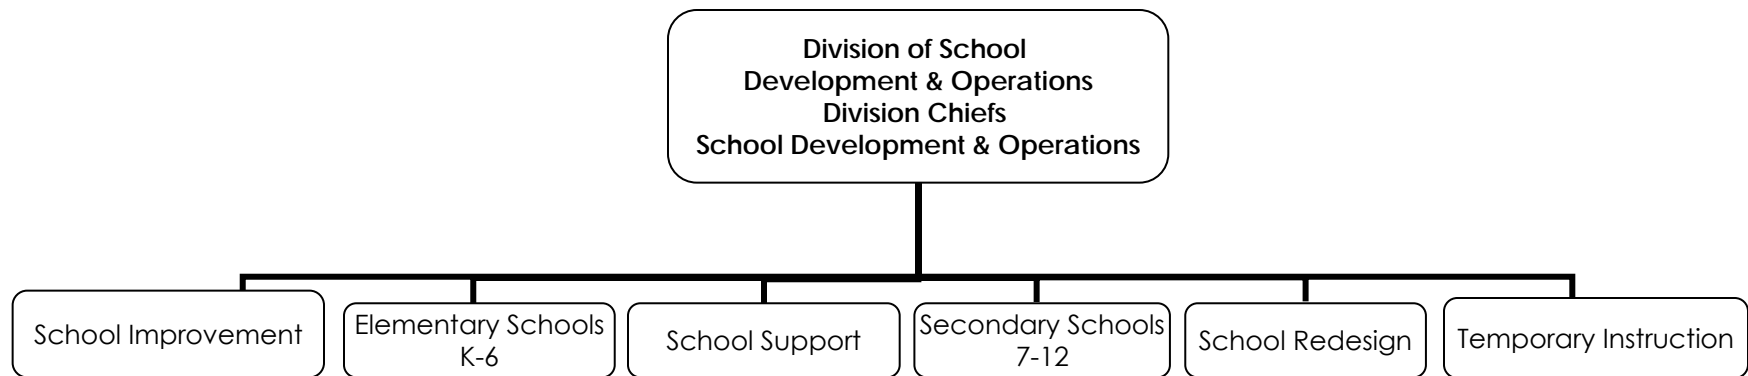 Division of School
Development & Operations
Division Chiefs
School Development & Operations
School Improvement
Elementary Schools
K-6
School Support
Secondary Schools
7-12
School Redesign
Temporary Instruction